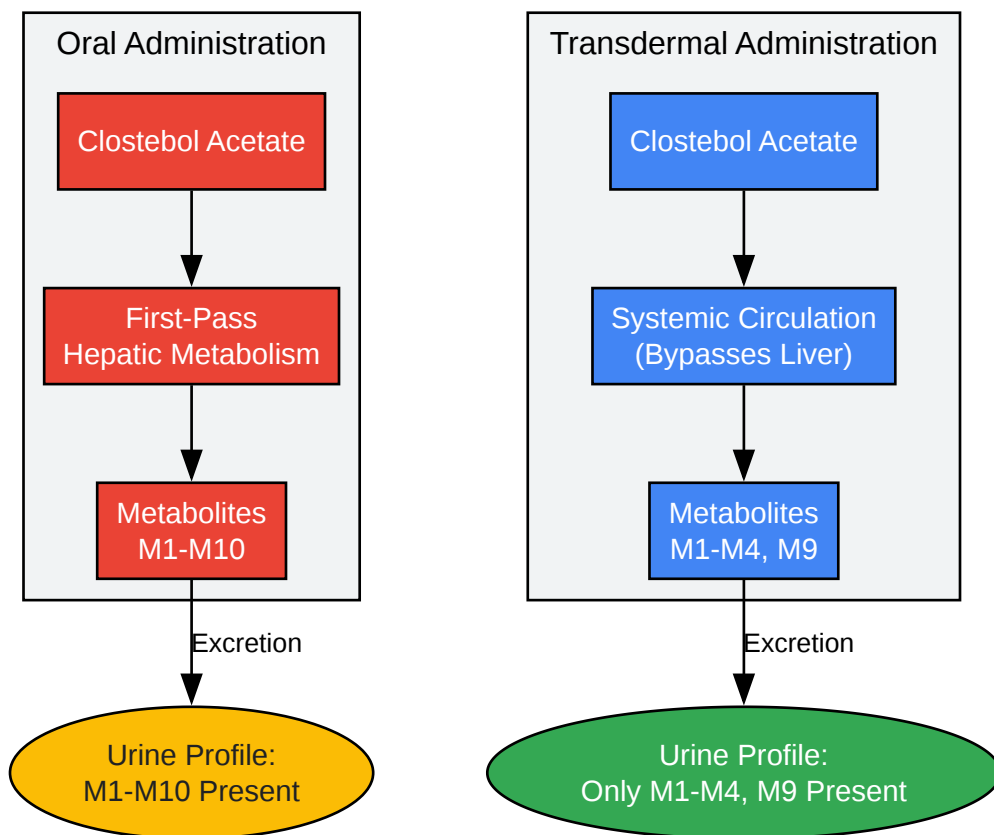 Oral Administration
Clostebol Acetate
First-Pass
Hepatic Metabolism
Metabolites
M1-M10
Excretion
Urine Profile:
M1-M10 Present
Transdermal Administration
Clostebol Acetate
Systemic Circulation
(Bypasses Liver)
Metabolites
M1-M4, M9
Excretion
Urine Profile:
Only M1-M4, M9 Present